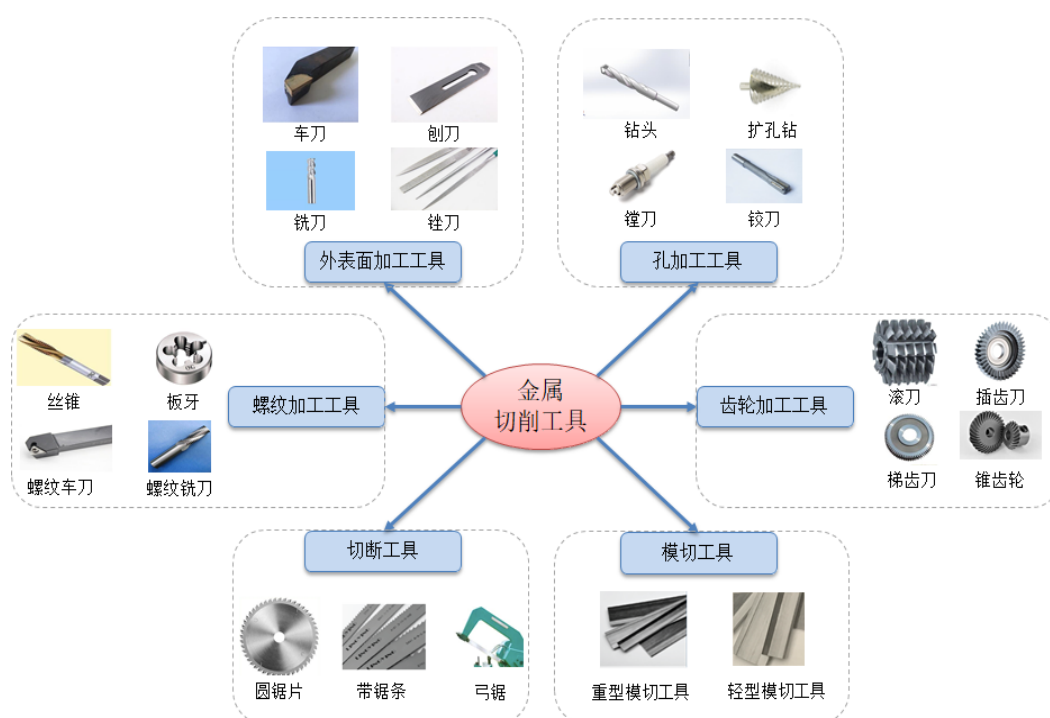 车刀
刨刀
铣刀
锉刀
外表面加工工具
钻头
扩孔钻
镗刀
铰刀
孔加工工具
丝锥
板牙
螺纹车刀
螺纹铣刀
螺纹加工工具
金属
切削工具
齿轮加工工具
滚刀
插齿刀
梯齿刀
锥齿轮
切断工具
圆锯片
带锯条
弓锯
模切工具
重型模切工具
轻型模切工具